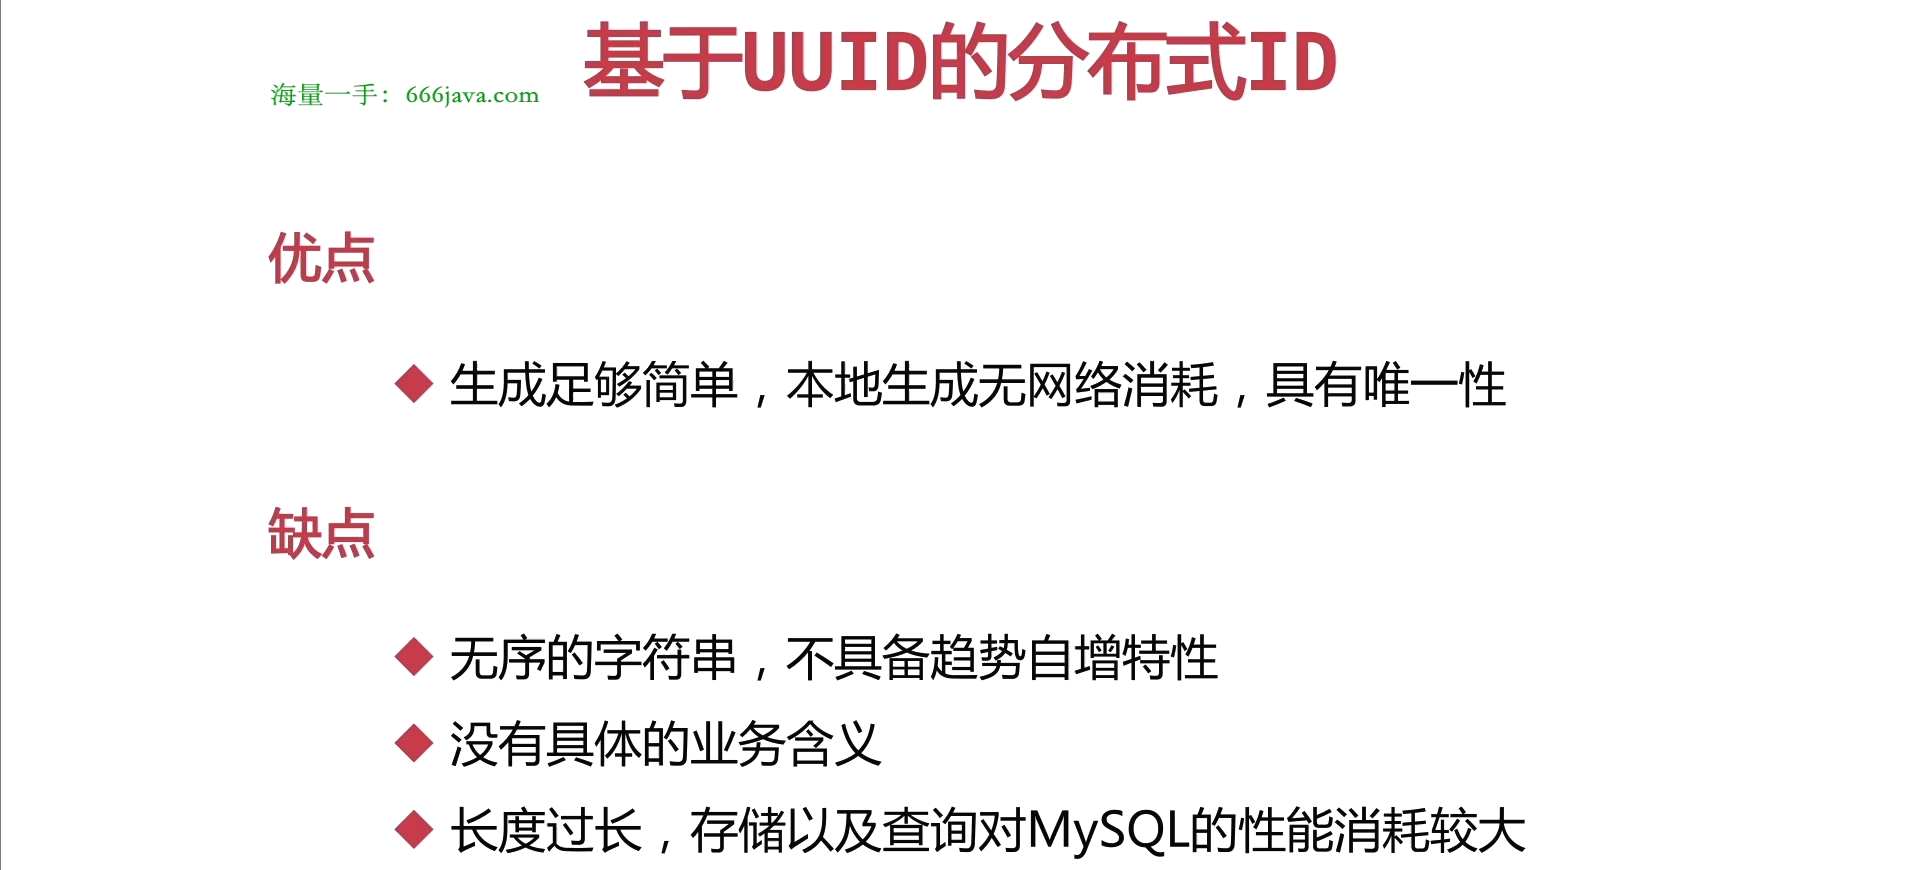 基于UUID的分布式ID
海量一手：666java.com
优点
生成足够简单，本地生成无网络消耗，具有唯一性
缺点
无序的字符串，不具备趋势自增特性
没有具体的业务含义
长度过长，存储以及查询对MySQL的性能消耗较大